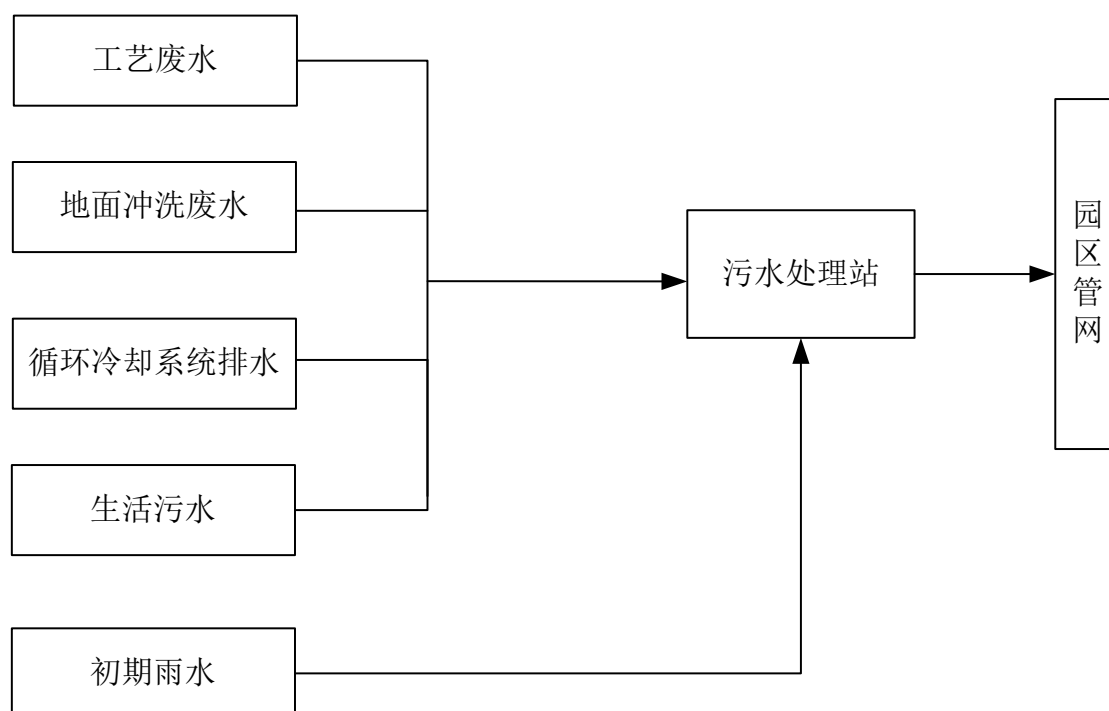 工艺废水
地面冲洗废水
循环冷却系统排水
生活污水
初期雨水
污水处理站
园区管网